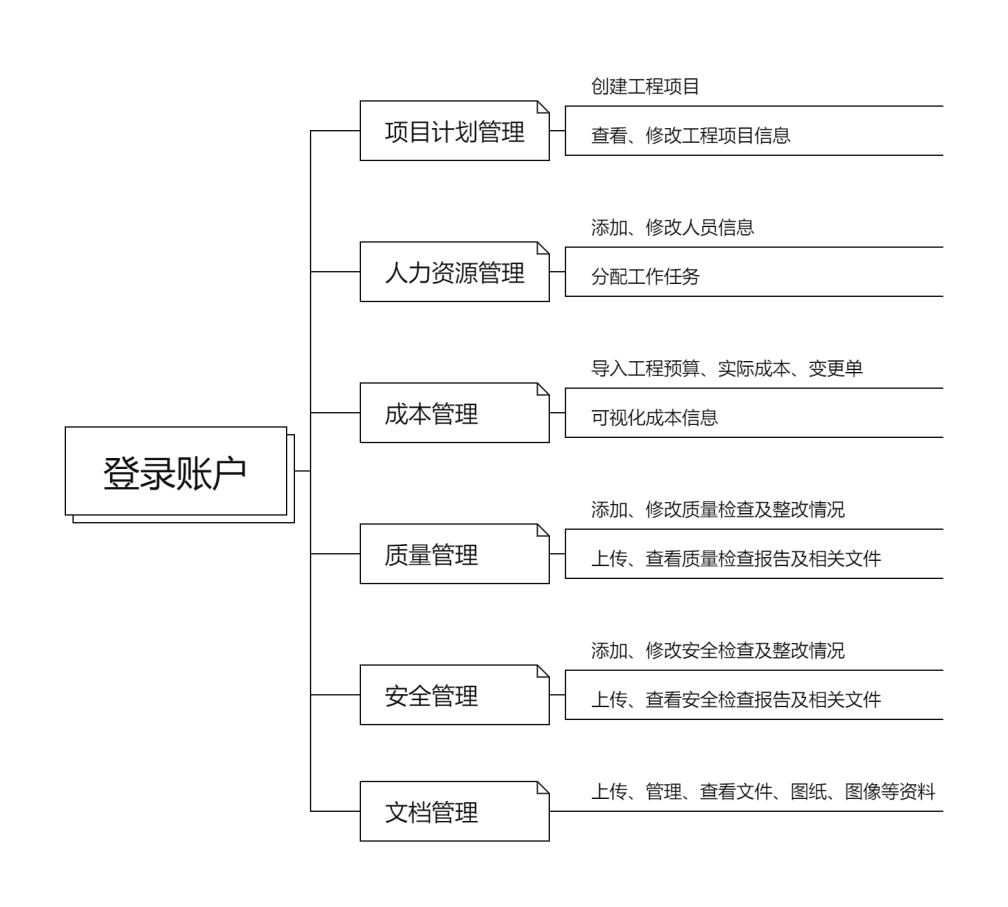 登录账户
项目计划管理
创建工程项目
查看、修改工程项目信息
人力资源管理
添加、修改人员信息
分配工作任务
成本管理
导入工程预算、实际成本、变更单
可视化成本信息
质量管理
添加、修改质量检查及整改情况
上传、查看质量检查报告及相关文件
安全管理
添加、修改安全检查及整改情况
上传、查看安全检查报告及相关文件
文档管理
上传、管理、查看文件、图纸、图像等资料